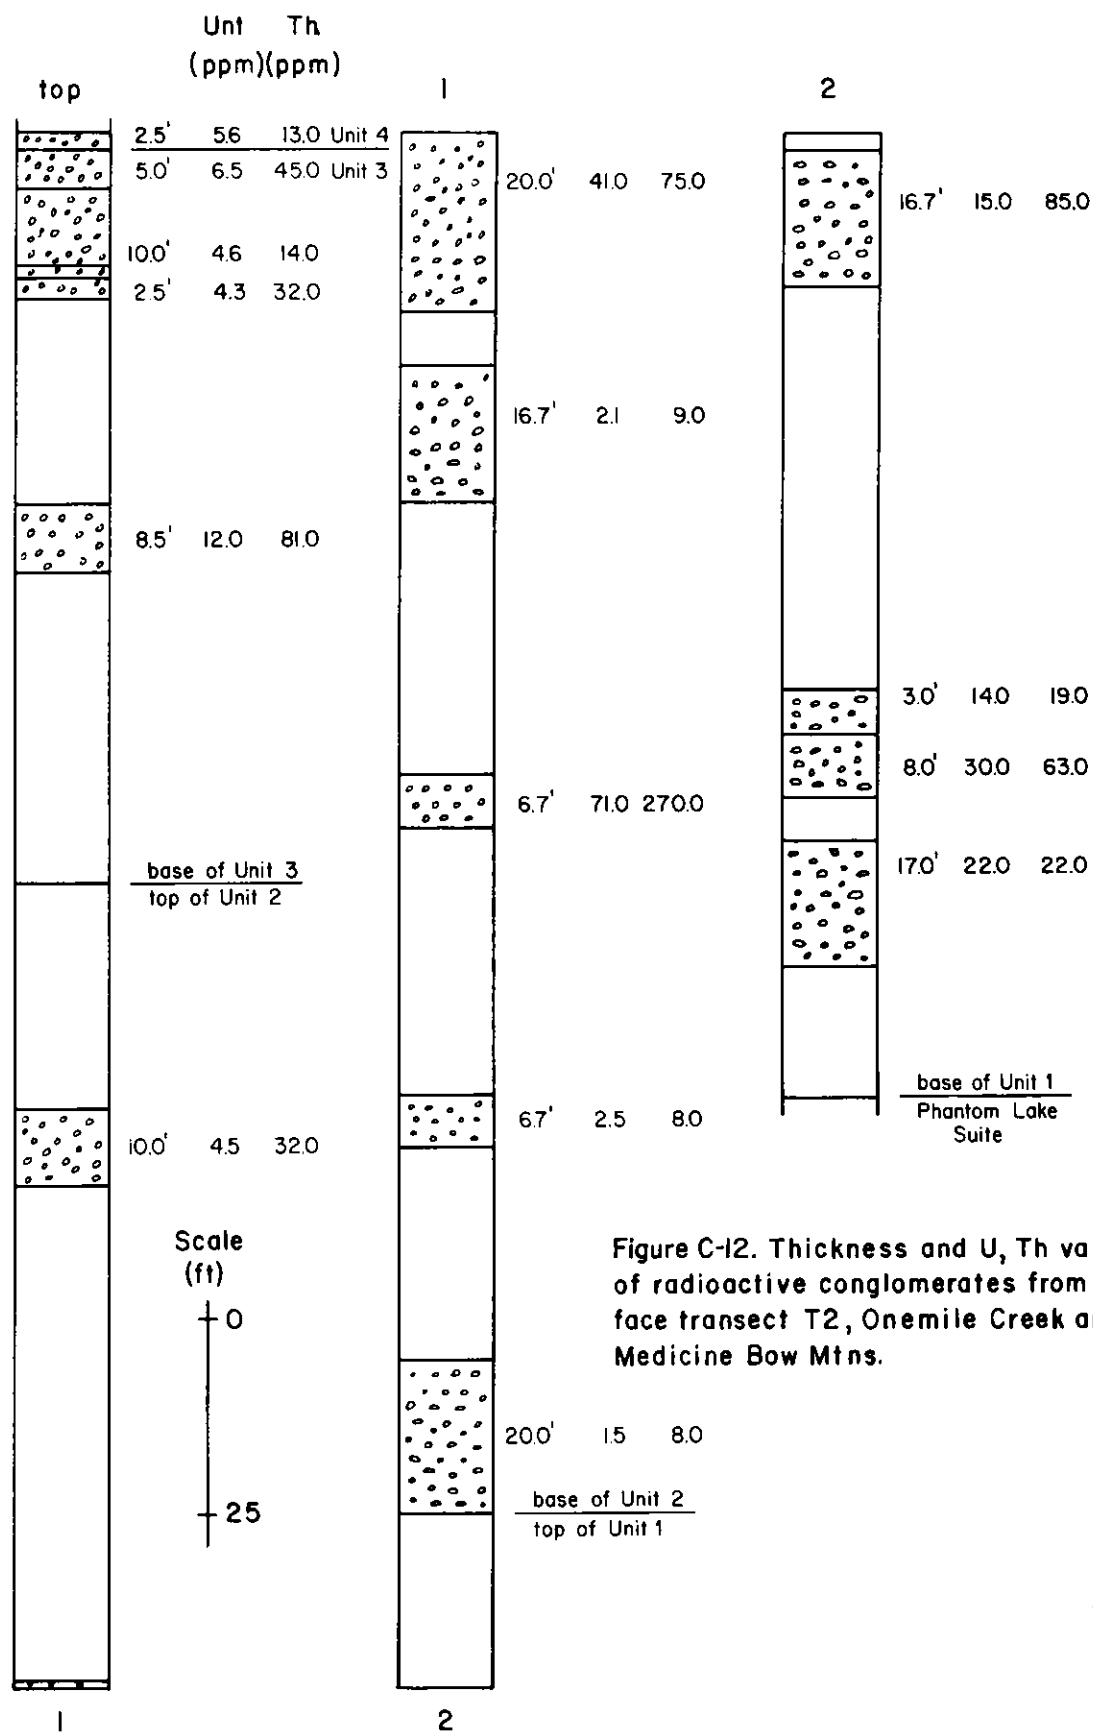 Unt Th
(ppm)(ppm)
top
2.5' 5.6 13.0 Unit 4
5.0' 6.5 45.0 Unit 3
10.0' 4.6 14.0
2.5' 4.3 32.0
8.5' 12.0 81.0
base of Unit 3
top of Unit 2
10.0' 4.5 32.0
Scale
(ft)
0
25
1
1
20.0' 41.0 75.0
16.7' 2.1 9.0
6.7' 71.0 270.0
6.7' 2.5 8.0
20.0' 1.5 8.0
base of Unit 2
top of Unit 1
2
2
16.7' 15.0 85.0
3.0' 14.0 19.0
8.0' 30.0 63.0
17.0' 22.0 22.0
base of Unit 1
Phantom Lake
Suite
Figure C-12. Thickness and U, Th va
of radioactive conglomerates from
face transect T2, Onemile Creek a
Medicine Bow Mtns.